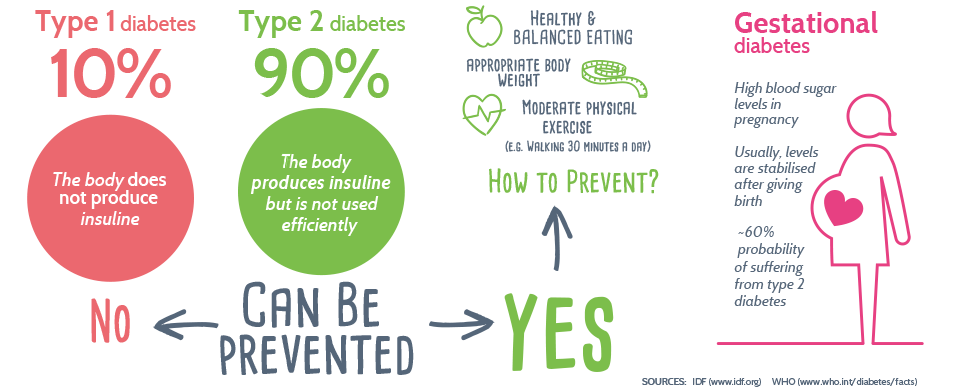 Type 1 diabetes
10%
The body does
not produce
insuline
Type 2 diabetes
90%
The body
produces insuline
but is not used
efficiently
No
Can Be
Prevented
Yes
Healthy &
Balanced Eating
Appropriate Body
Weight
Moderate physical
exercise
(e.g. Walking 30 minutes a day)
How to Prevent?
Gestational
diabetes
High blood sugar
levels in
pregnancy
Usually, levels
are stabilised
after giving
birth
~60%
probability
of suffering
from type 2
diabetes
SOURCES: IDF (www.idf.org) WHO (www.who.int/diabetes/facts)